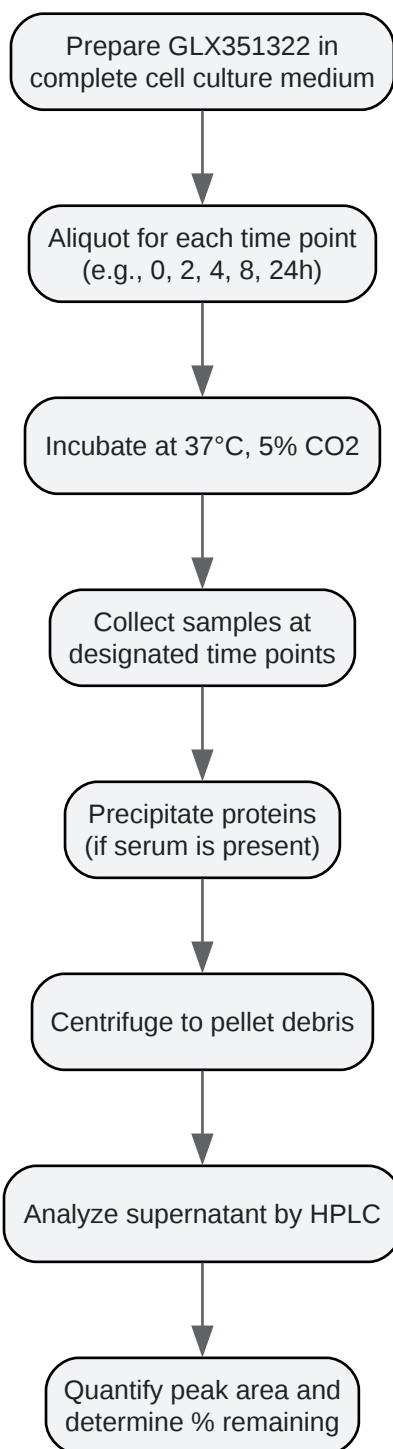 Prepare GLX351322 in
complete cell culture medium
Aliquot for each time point
(e.g., 0, 2, 4, 8, 24h)
Incubate at 37°C, 5% CO2
Collect samples at
designated time points
Precipitate proteins
(if serum is present)
Centrifuge to pellet debris
Analyze supernatant by HPLC
Quantify peak area and
determine % remaining